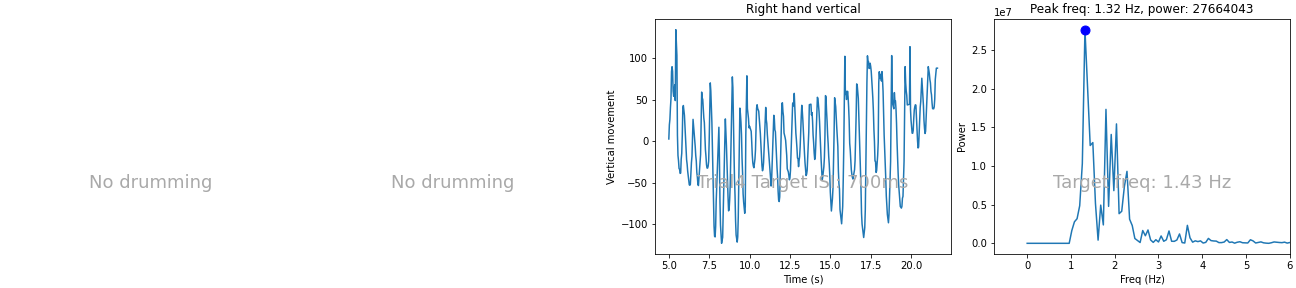 No drumming
No drumming
Right hand vertical
Vertical movement
100
50
0
−50
−100
5.0 7.5 10.0 12.5 15.0 17.5 20.0
Time (s)
Trial 4 Target ISI: 700ms
Peak freq: 1.32 Hz, power: 27664043
1e7
Power
2.5
2.0
1.5
1.0
0.5
0.0
0 1 2 3 4 5 6
Freq (Hz)
Target freq: 1.43 Hz